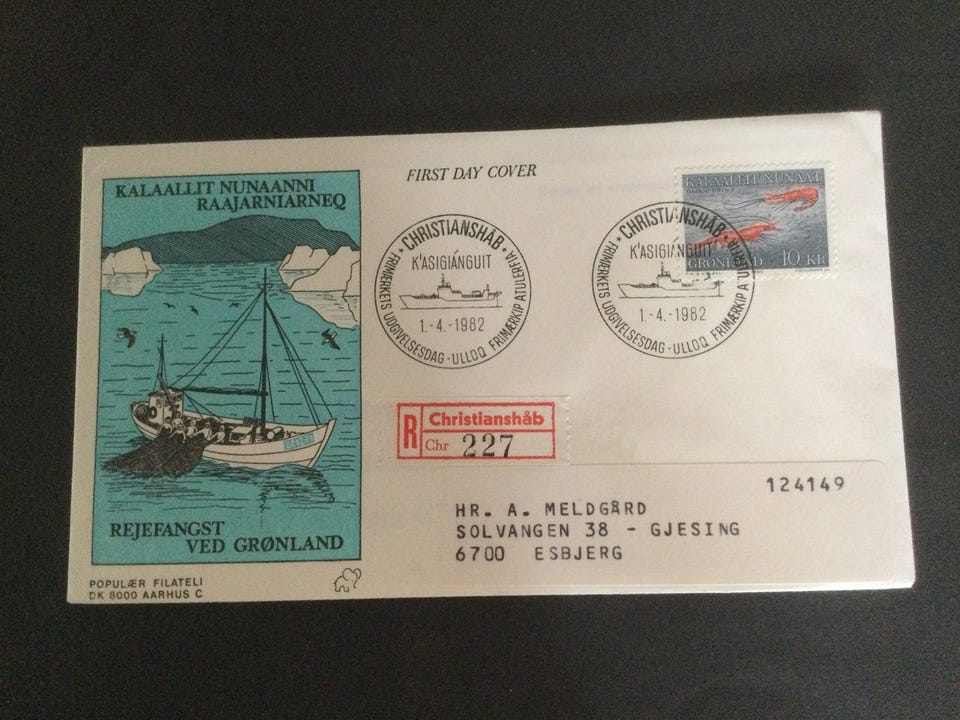 KALAALLIT NUNAANNI
RAAJARNIARNEQ
REJEFANGST
VED GRØNLAND
POPULÆR FILATELI
DK 8000 AARHUS C
FIRST DAY COVER
CHRISTIANSHÅB
K'ASIGIÁNGUIT
1.-4.-1982
FRIMÆRKETS UDGIVELSESDAG - ULLOQ FRIMÆRKIP ATULERFIA
CHRISTIANSHÅB
K'ASIGIÁNGUIT
1.-4.-1982
FRIMÆRKETS UDGIVELSESDAG - ULLOQ FRIMÆRKIP ATULERFIA
KALAALLIT NUNAAT
GRØNLAND 10 KR
R Christianshåb
Chr 227
124149
HR. A. MELDGÅRD
SOLVANGEN 38 - GJESING
6700 ESBJERG